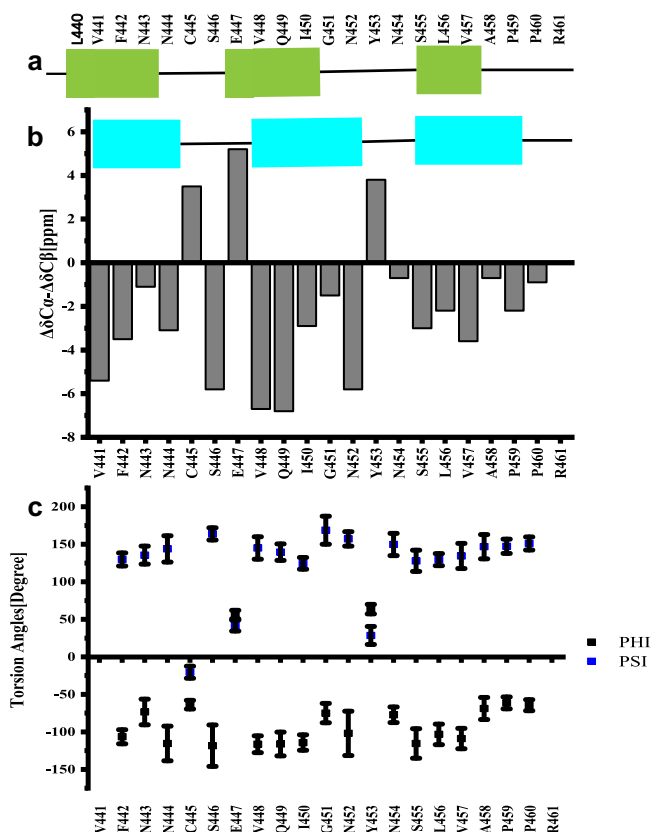 L440 V441 F442 N443 N444 C445 S446 E447 V448 Q449 I450 G451 N452 Y453 N454 S455 L456 V457 A458 P459 P460 R461
a
b
6
4
2
0
-2
-4
-6
-8
ΔδCα-ΔδCβ[ppm]
V441 F442 N443 N444 C445 S446 E447 V448 Q449 I450 G451 N452 Y453 N454 S455 L456 V457 A458 P459 P460 R461
c
200
150
100
50
0
-50
-100
-150
Torsion Angles[Degree]
PHI
PSI
V441 F442 N443 N444 C445 S446 E447 V448 Q449 I450 G451 N452 Y453 N454 S455 L456 V457 A458 P459 P460 R461